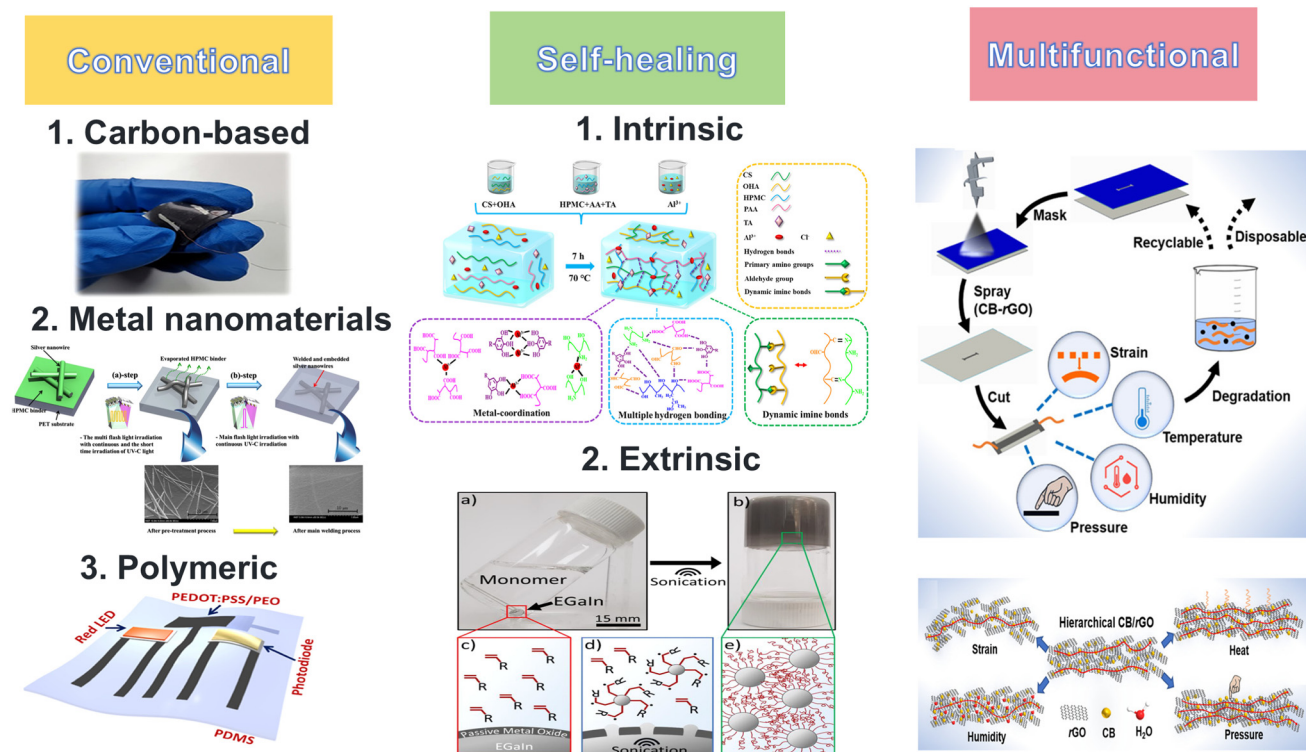 Conventional
Self-healing
Multifunctional
1. Carbon-based
2. Metal nanomaterials
Silver nanowire
HPMC binder
PET substrate
(a)-step
Evaporated HPMC binder
(b)-step
Welded and embedded
silver nanowires
- The multi flash light irradiation
with continuous and the short
time irradiation of UV-C light
- Main flash light irradiation with
continuous UV-C irradiation
After pre-treatment process
After main welding process
3. Polymeric
PEDOT:PSS/PEO
Red LED
Photodiode
PDMS
1. Intrinsic
CS+OHA
HPMC+AA+TA
Al³⁺
7 h
70 °C
CS
OHA
HPMC
PAA
TA
Al³⁺
Cl⁻
Hydrogen bonds
Primary amino groups
Aldehyde group
Dynamic imine bonds
Metal-coordination
Multiple hydrogen bonding
Dynamic imine bonds
2. Extrinsic
a)
Monomer
EGaIn
15 mm
Sonication
b)
c)
R
Passive Metal Oxide
EGaIn
d)
R
Sonication
e)
Mask
Recyclable
Disposable
Spray
(CB-rGO)
Cut
Strain
Temperature
Humidity
Pressure
Degradation
Hierarchical CB/rGO
Strain
Heat
Humidity
rGO
CB
H₂O
Pressure